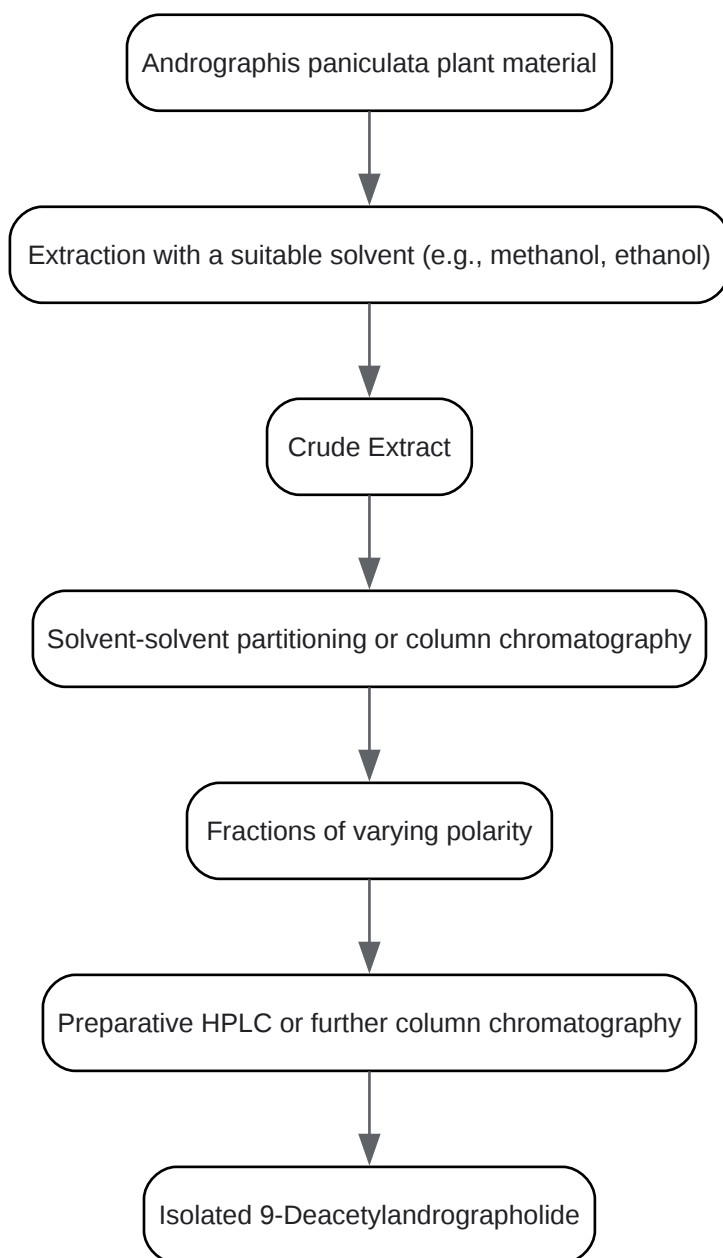 Andrographis paniculata plant material
Extraction with a suitable solvent (e.g., methanol, ethanol)
Crude Extract
Solvent-solvent partitioning or column chromatography
Fractions of varying polarity
Preparative HPLC or further column chromatography
Isolated 9-Deacetylandrographolide